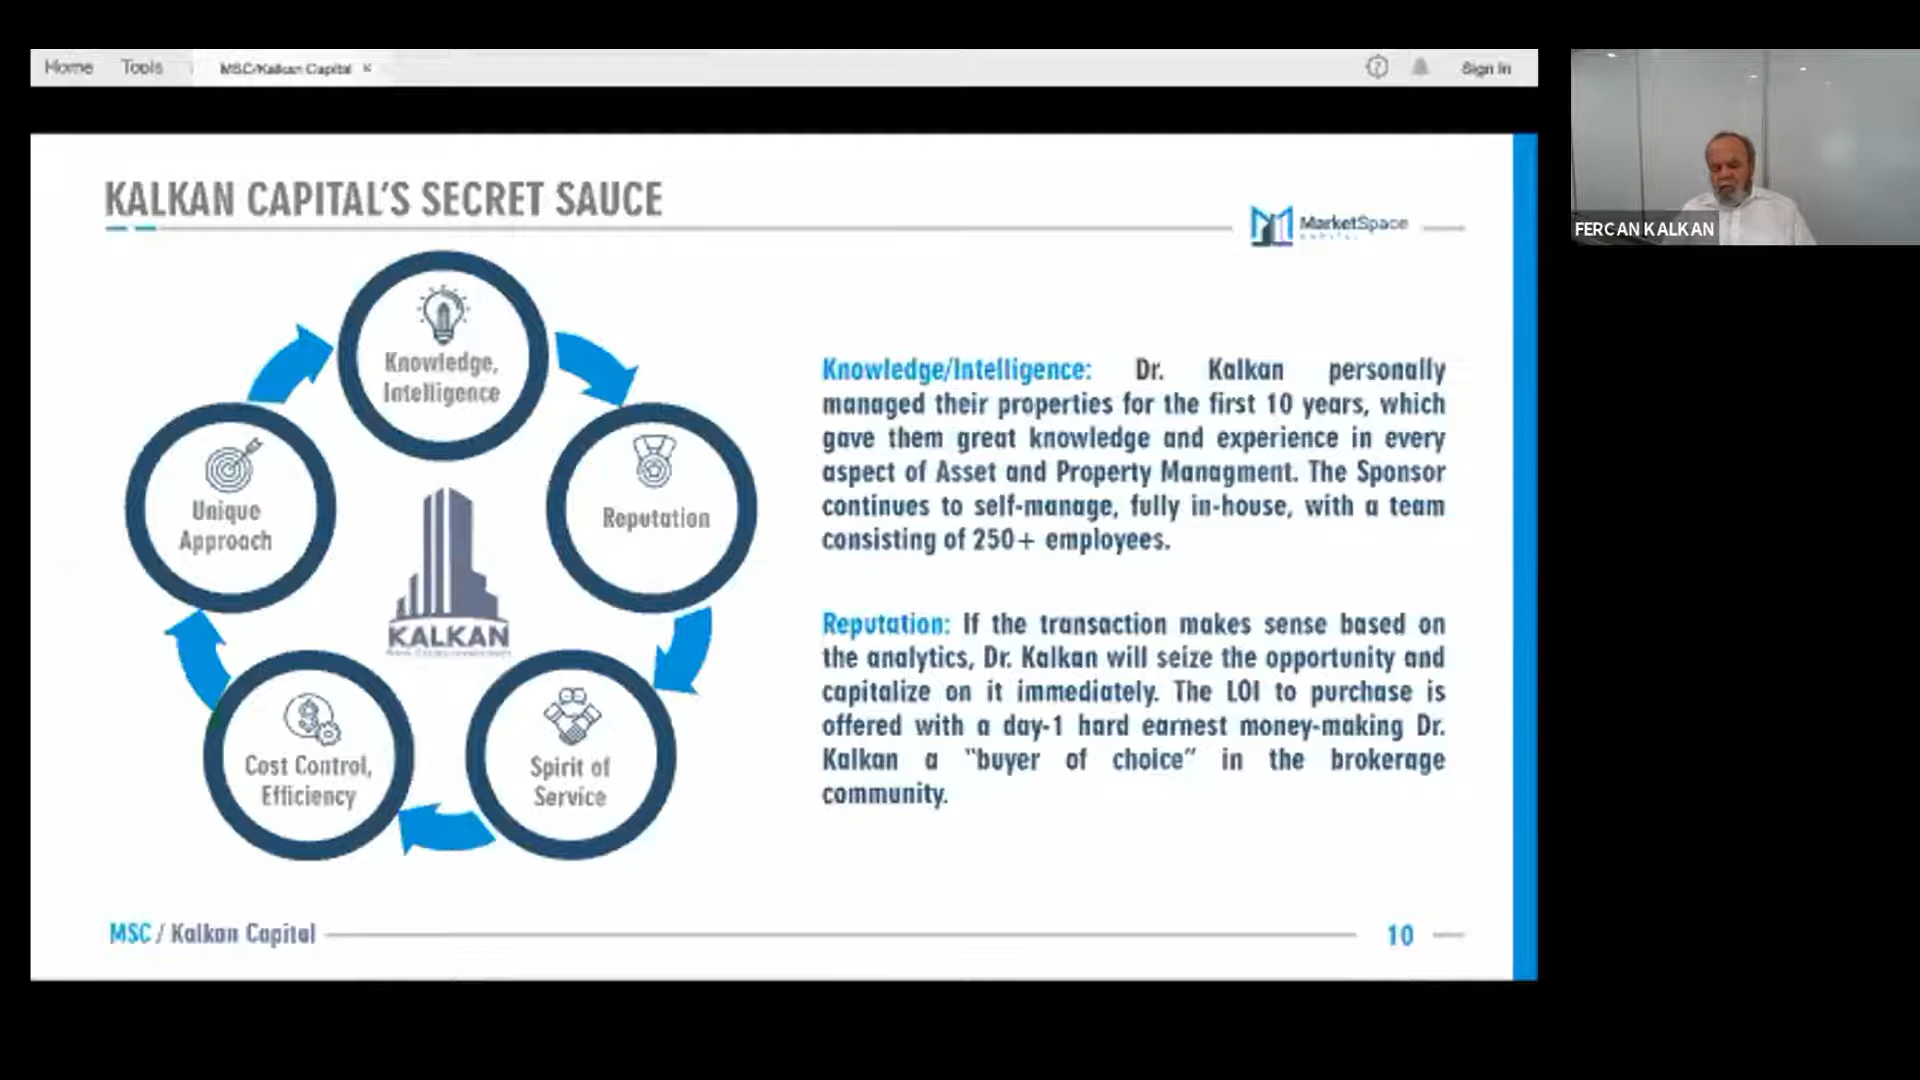 Home Tools MSC/Kalkan Capital × Sign In
KALKAN CAPITAL'S SECRET SAUCE
MarketSpace
CAPITAL
FERCAN KALKAN
Knowledge,
Intelligence
Reputation
Spirit of
Service
Cost Control,
Efficiency
Unique
Approach
KALKAN
Knowledge/Intelligence: Dr. Kalkan personally
managed their properties for the first 10 years, which
gave them great knowledge and experience in every
aspect of Asset and Property Managment. The Sponsor
continues to self-manage, fully in-house, with a team
consisting of 250+ employees.
Reputation: If the transaction makes sense based on
the analytics, Dr. Kalkan will seize the opportunity and
capitalize on it immediately. The LOI to purchase is
offered with a day-1 hard earnest money-making Dr.
Kalkan a "buyer of choice" in the brokerage
community.
MSC / Kalkan Capital
10